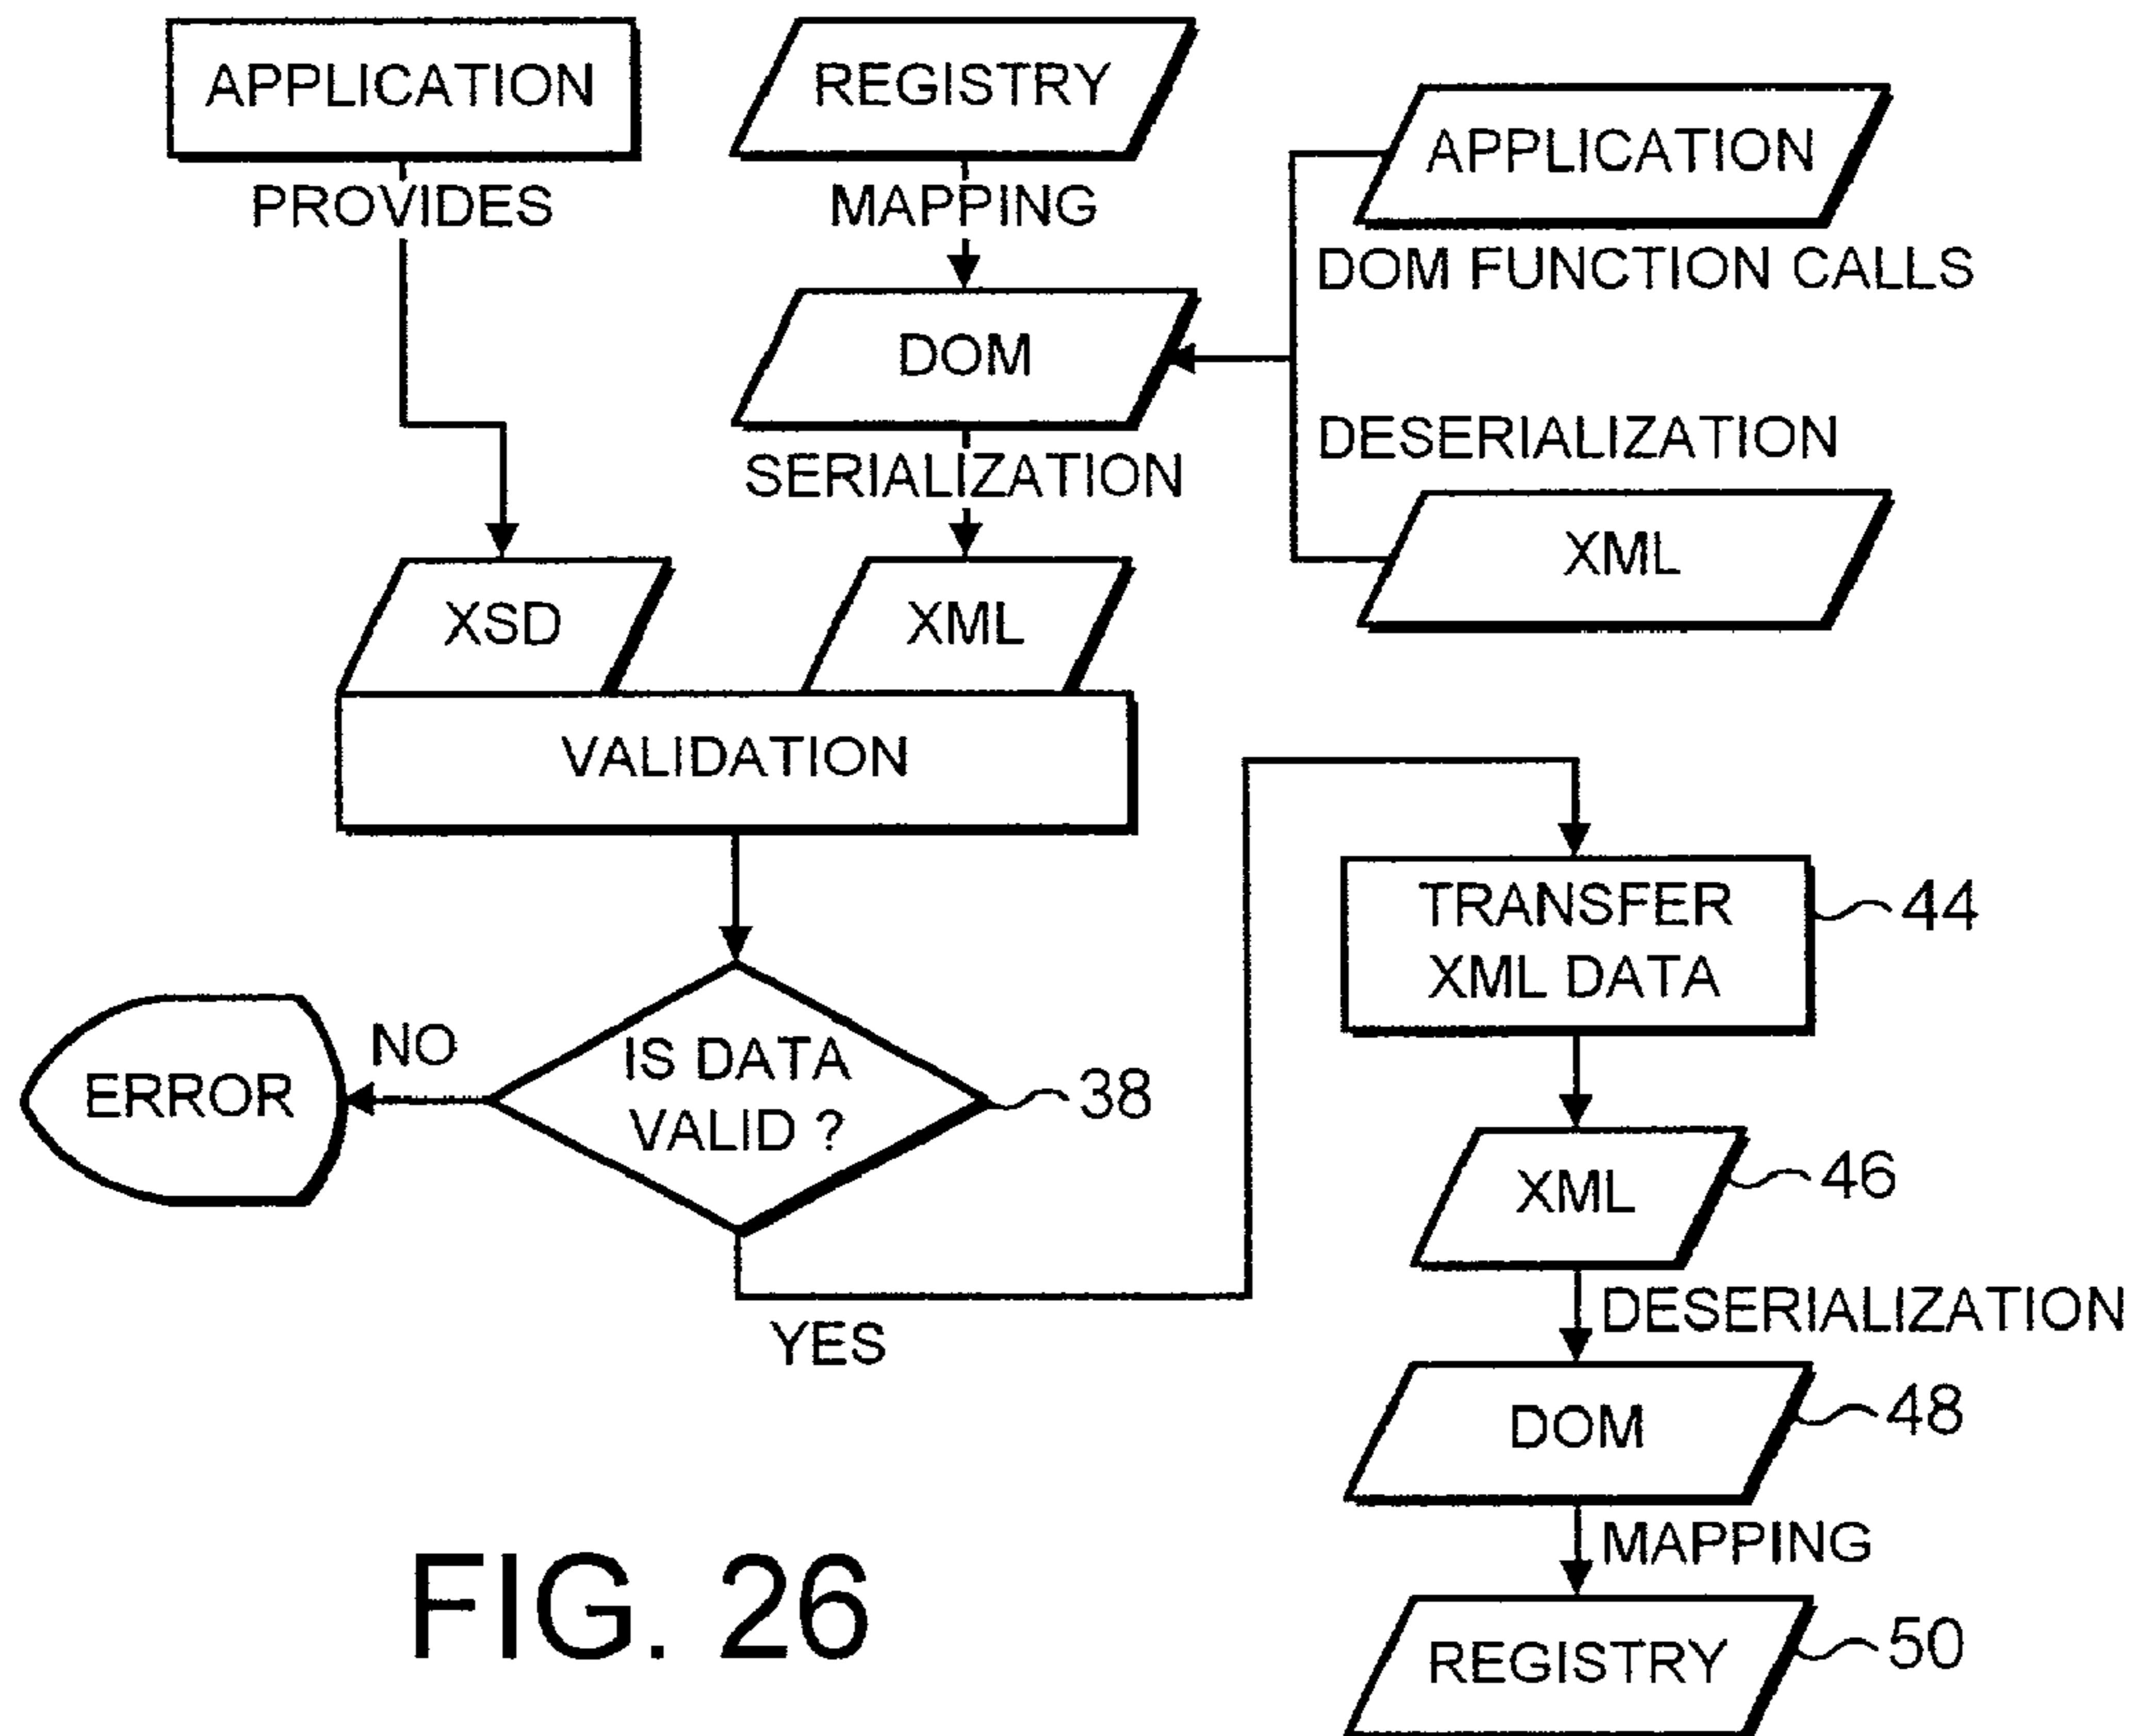 APPLICATION
REGISTRY
APPLICATION
PROVIDES
MAPPING
DOM FUNCTION CALLS
DOM
DESERIALIZATION
SERIALIZATION
XML
XSD
XML
VALIDATION
TRANSFER
XML DATA
44
IS DATA
VALID ?
38
NO
ERROR
YES
XML
46
DESERIALIZATION
DOM
48
MAPPING
REGISTRY
50
FIG. 26